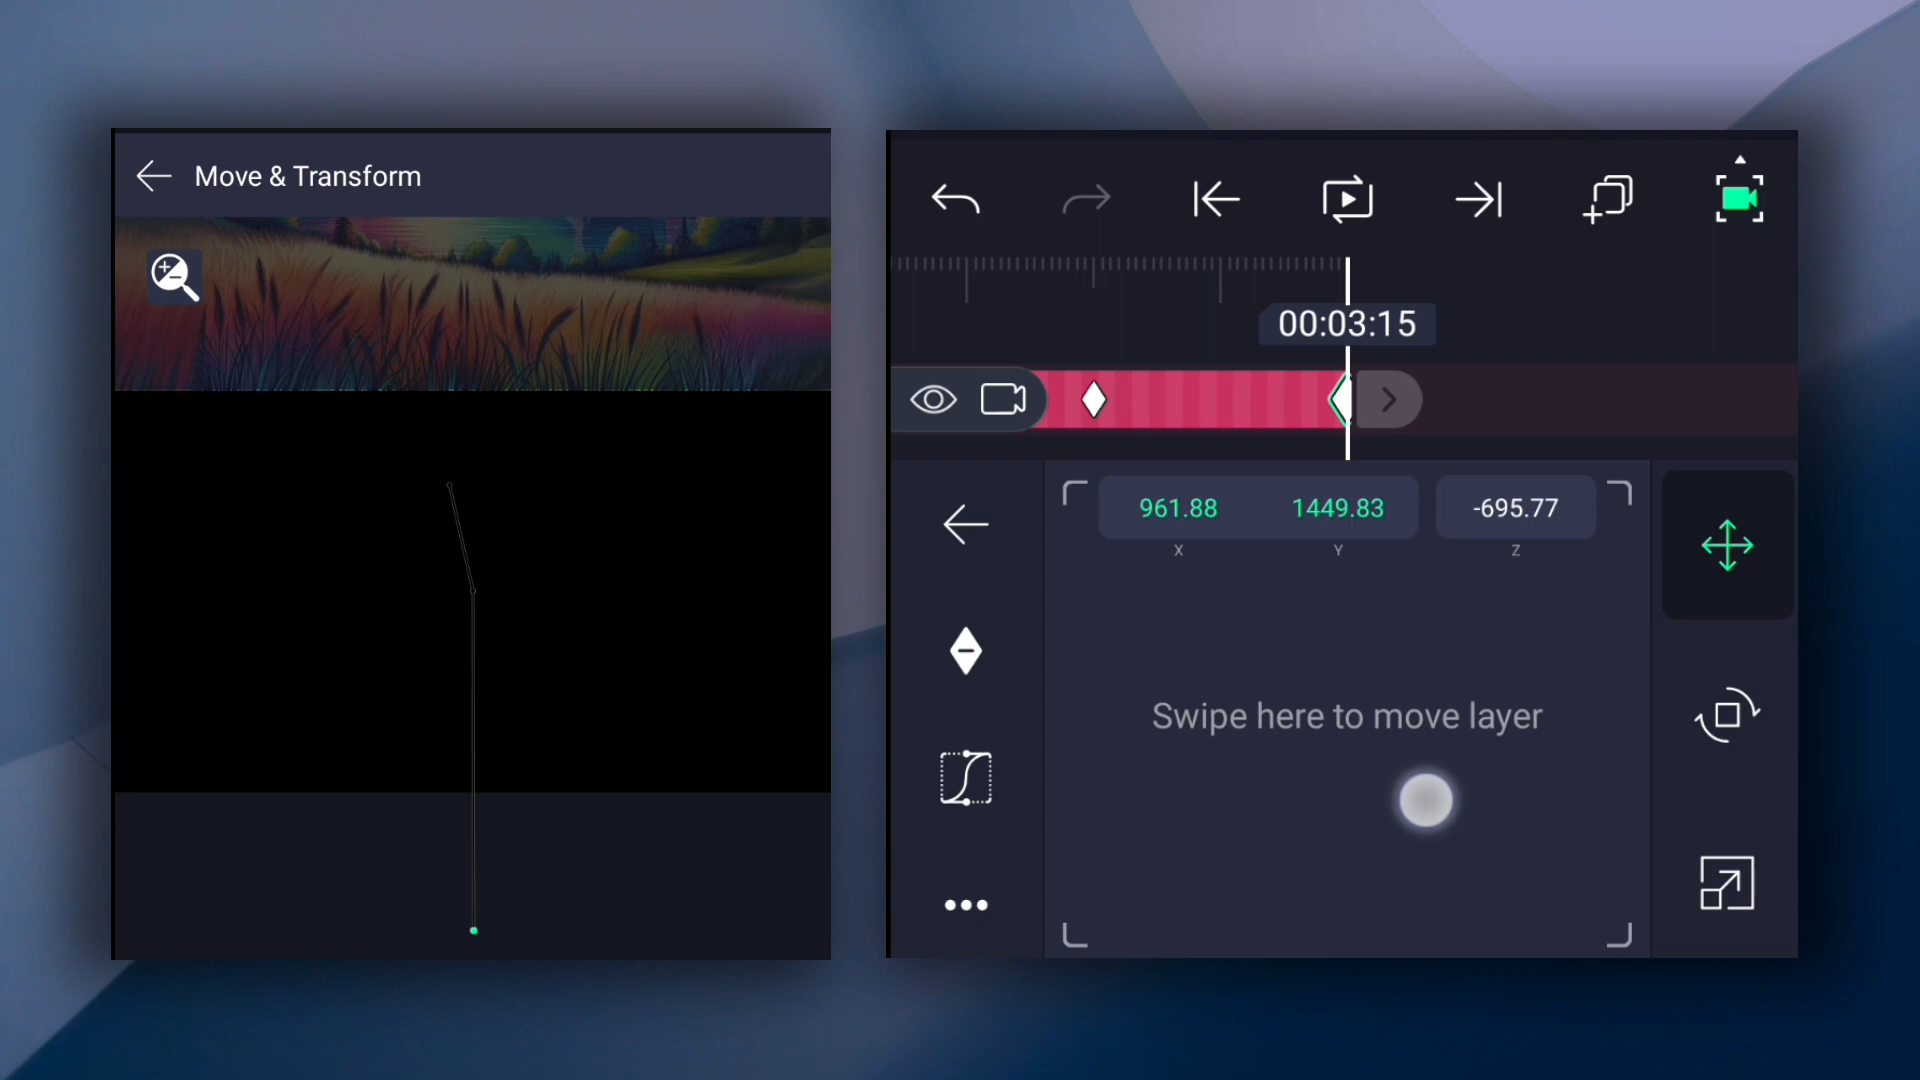 Move & Transform
00:03:15
961.88 1449.83 -695.77
X Y Z
Swipe here to move layer